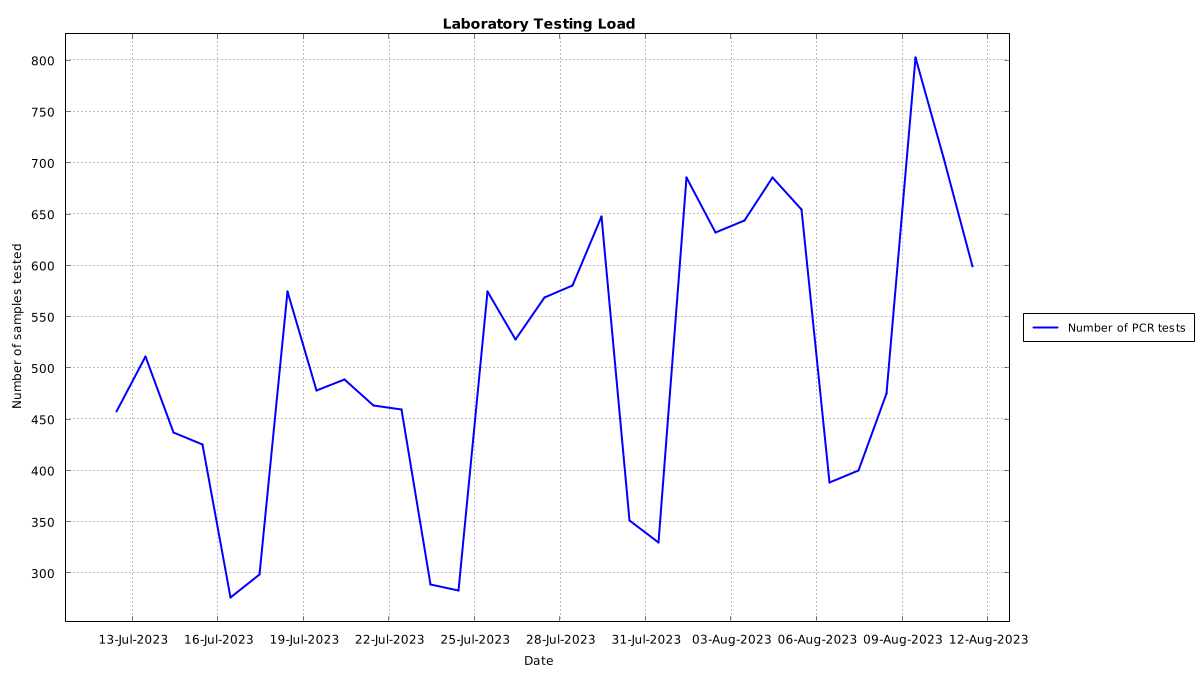 Laboratory Testing Load
Number of samples tested
800
750
700
650
600
550
500
450
400
350
300
13-Jul-2023 16-Jul-2023 19-Jul-2023 22-Jul-2023 25-Jul-2023 28-Jul-2023 31-Jul-2023 03-Aug-2023 06-Aug-2023 09-Aug-2023 12-Aug-2023
Date
Number of PCR tests